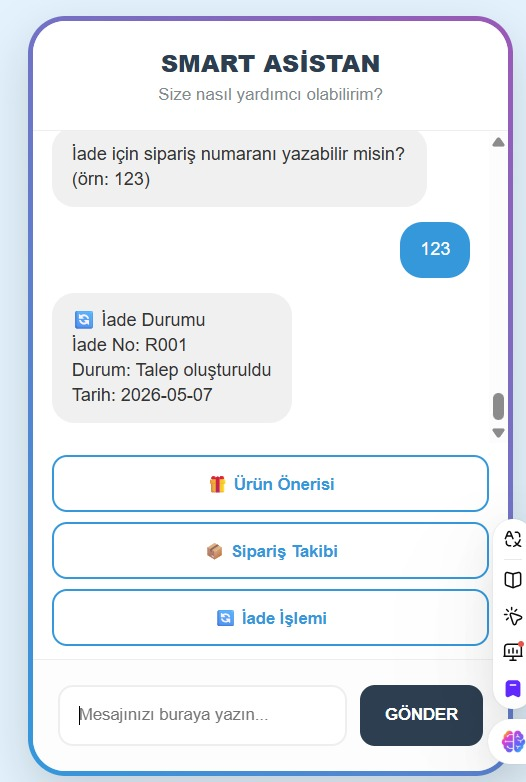 SMART ASİSTAN
Size nasıl yardımcı olabilirim?
İade için sipariş numaranı yazabilir misin?
(örn: 123)
123
İade Durumu
İade No: R001
Durum: Talep oluşturuldu
Tarih: 2026-05-07
Ürün Önerisi
Sipariş Takibi
İade İşlemi
Mesajınızı buraya yazın...
GÖNDER